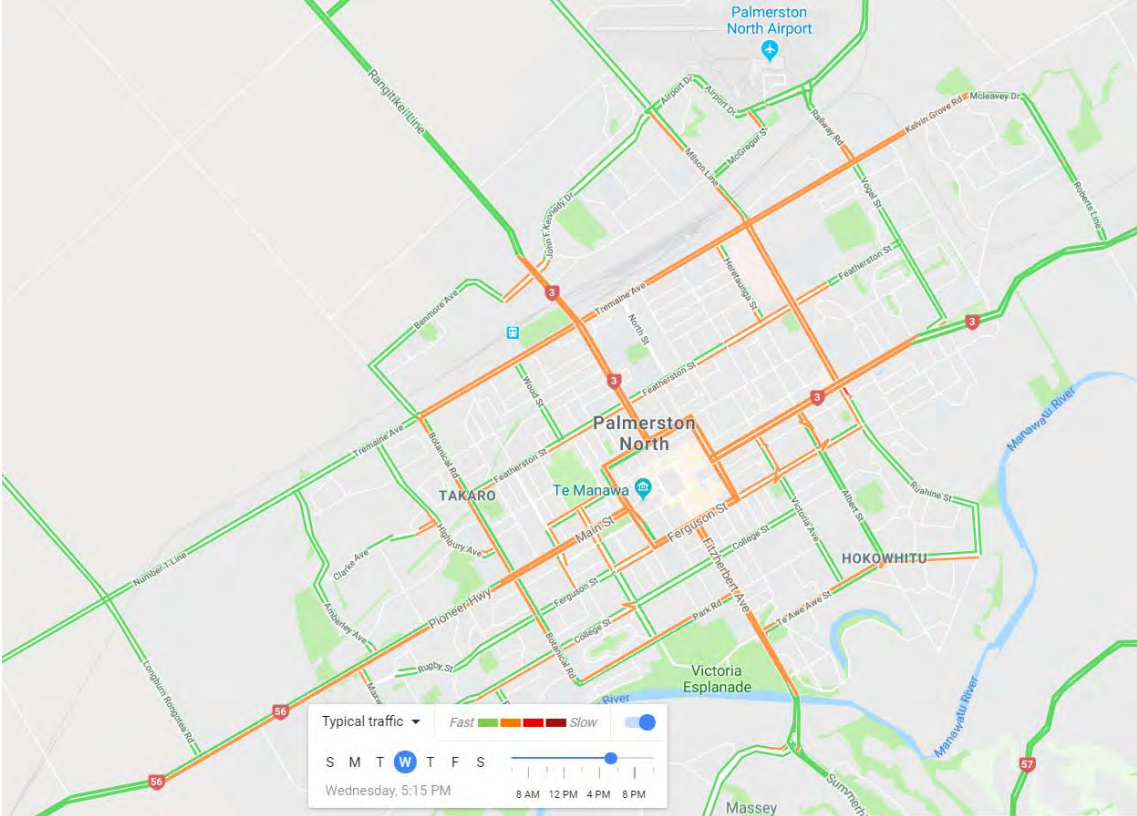 Palmerston
North Airport
Rangitikei Line
Airport Dr
Airport Dr
McGregor St
Milson Line
Railway Rd
Kelvin Grove Rd
Mcleavey Dr
Roberts Line
Vogel St
John F Kennedy Dr
Featherston St
Heretaunga St
Benmore Ave
3
Tremaine Ave
North St
3
3
Wood St
Featherston St
3
Palmerston
North
Manawatu River
Tremaine Ave
Botanical Rd
Featherston St
TAKARO
Te Manawa
Ruahine St
Main St
Ferguson St
Victoria Ave
Albert St
College St
Highbury Ave
HOKOWHITU
Clarke Ave
Number 1 Line
Fitzherbert Ave
Pioneer Hwy
Ferguson St
Park Rd
Te Awe Awe St
Amberley Ave
College St
Botanical Rd
Rugby St
Victoria
Esplanade
Longburn Rongotea Rd
Maxw
River
Manawatu River
56
56
57
Typical traffic
Fast
Slow
S M T W T F S
Wednesday, 5:15 PM
8 AM 12 PM 4 PM 8 PM
Summerhi
Massey